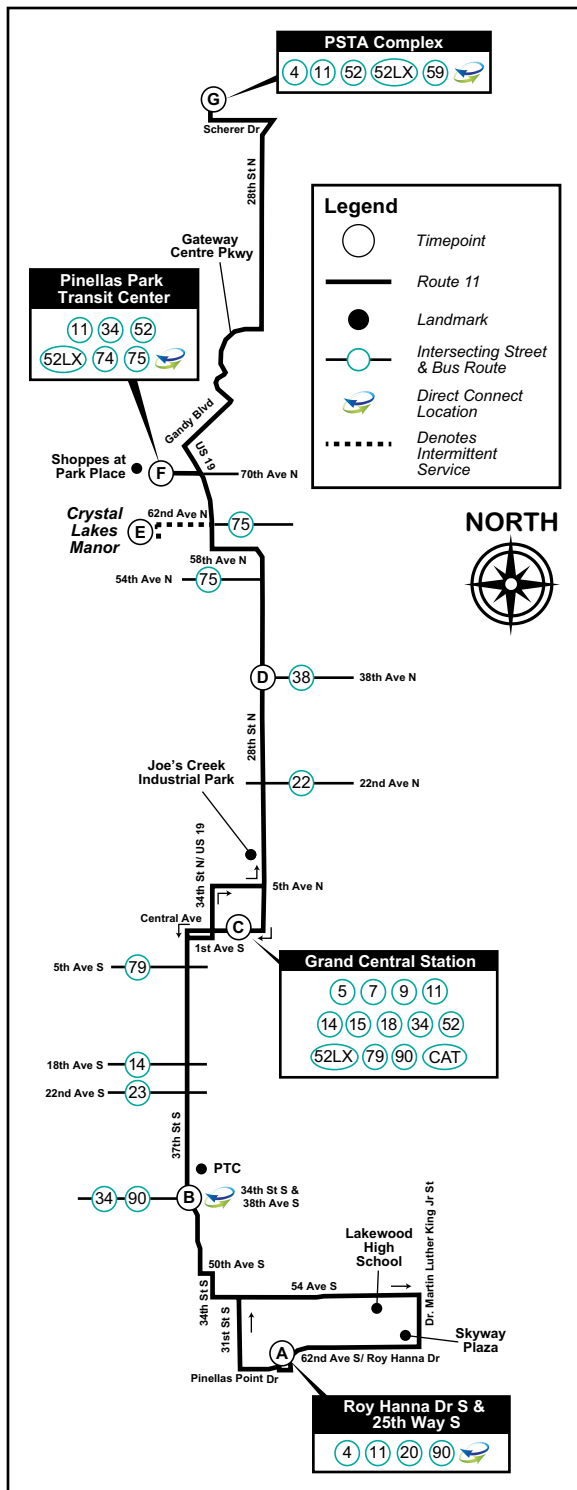 PSTA Complex
4 11 52 52LX 59
G
Scherer Dr
28th St N
Legend
Timepoint
Route 11
Landmark
Intersecting Street
& Bus Route
Direct Connect
Location
Denotes
Intermittent
Service
Gateway
Centre Pkwy
Pinellas Park
Transit Center
11 34 52
52LX 74 75
Gandy Blvd
US 19
Shoppes at
Park Place
F
70th Ave N
Crystal
Lakes
Manor
E
62nd Ave N
75
NORTH
58th Ave N
54th Ave N
75
D
38
38th Ave N
28th St N
Joe's Creek
Industrial Park
22
22nd Ave N
34th St N/ US 19
5th Ave N
Central Ave
C
1st Ave S
Grand Central Station
5 7 9 11
14 15 18 34 52
52LX 79 90 CAT
5th Ave S
79
18th Ave S
14
22nd Ave S
23
37th St S
PTC
34 90
B
34th St S &
38th Ave S
50th Ave S
34th St S
31st St S
54 Ave S
Lakewood
High
School
Dr. Martin Luther King Jr St
Skyway
Plaza
A
62nd Ave S/ Roy Hanna Dr
Pinellas Point Dr
Roy Hanna Dr S &
25th Way S
4 11 20 90